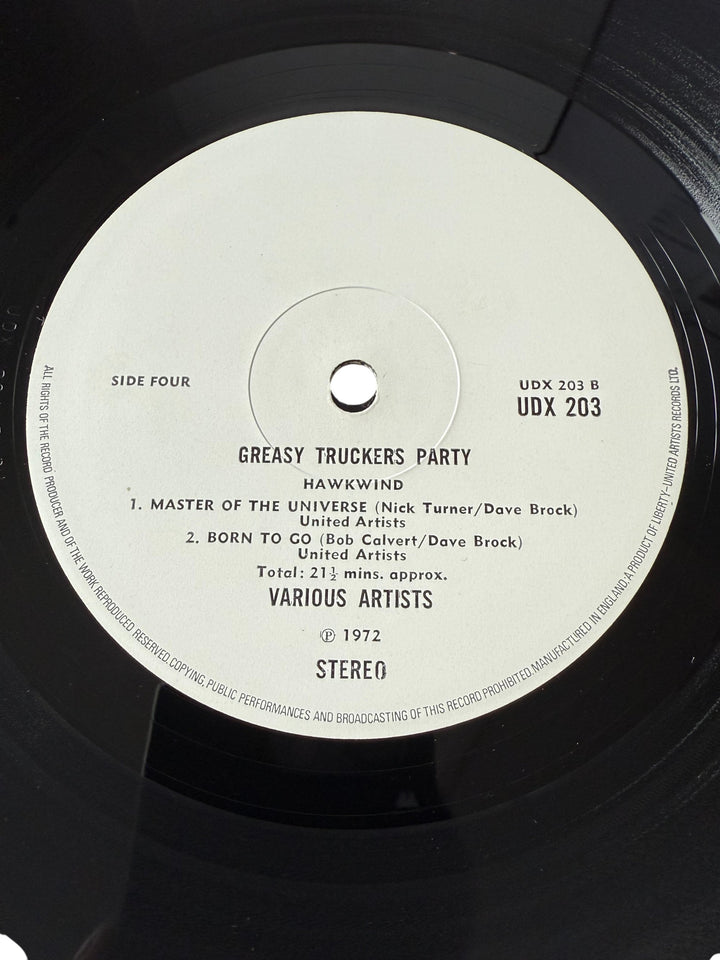 SIDE FOUR
UDX 203 B
UDX 203
GREASY TRUCKERS PARTY
HAWKWIND
1. MASTER OF THE UNIVERSE (Nick Turner/Dave Brock)
United Artists
2. BORN TO GO (Bob Calvert/Dave Brock)
United Artists
Total: 21½ mins. approx.
VARIOUS ARTISTS
Ⓟ 1972
STEREO
ALL RIGHTS OF THE RECORD PRODUCER AND OF THE WORK REPRODUCED RESERVED. COPYING, PUBLIC PERFORMANCES AND BROADCASTING OF THIS RECORD PROHIBITED. MANUFACTURED IN ENGLAND. A PRODUCT OF LIBERTY-UNITED ARTISTS RECORDS LTD.